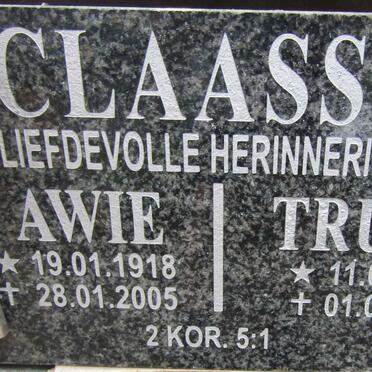 CLAASS
LIEFDEVOLLE HERINNERI
AWIE | TRU
★ 19.01.1918 ★ 11.0
✝ 28.01.2005 ✝ 01.0
2 KOR. 5:1